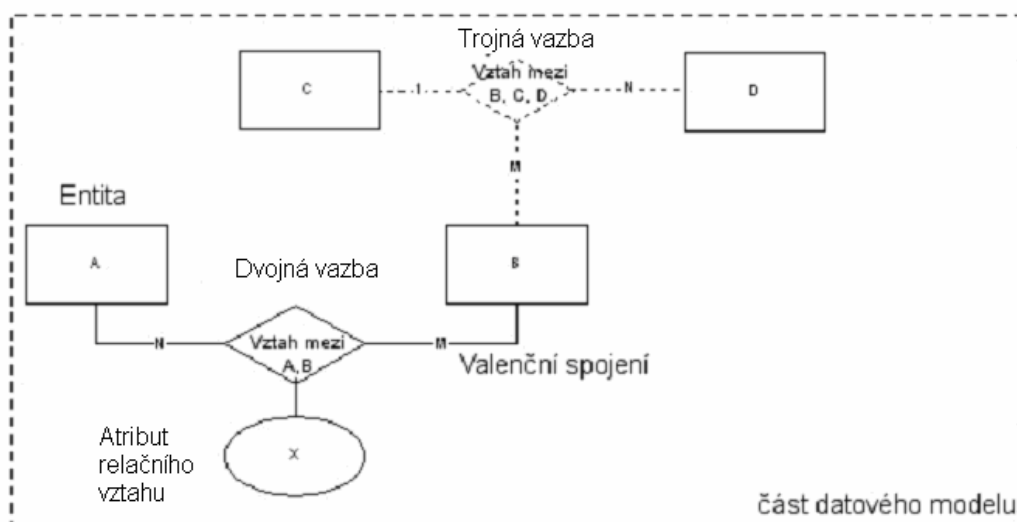 Trojná vazba
C
1
Vztah mezi
B, C, D
N
D
M
Entita
A
Dvojná vazba
B
N
Vztah mezi
A,B
M
Valenční spojení
Atribut
relačního
vztahu
X
část datového modelu